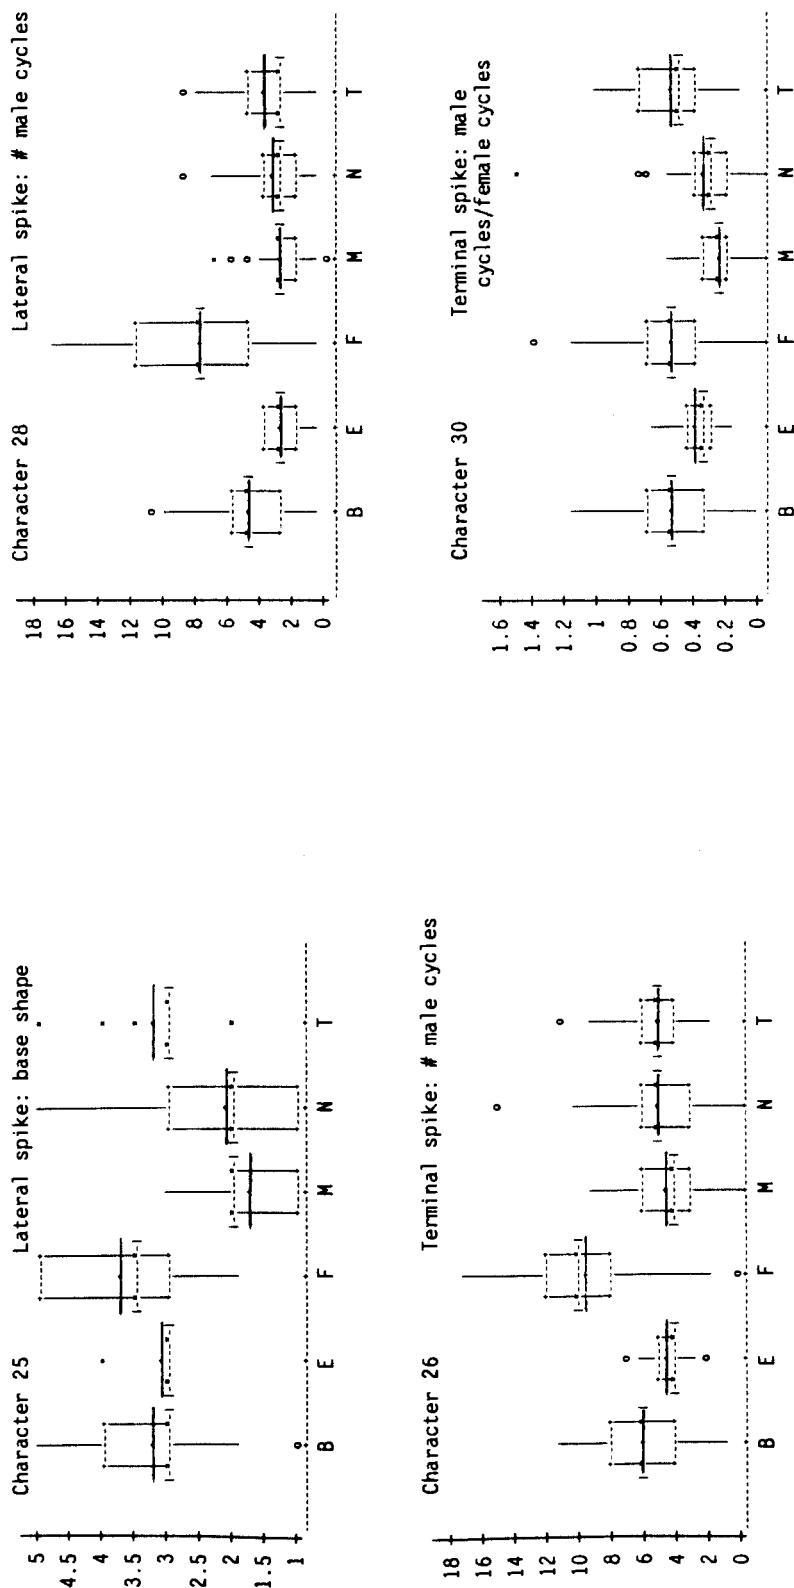 Character 25
Lateral spike: base shape
5
4.5
4
3.5
3
2.5
2
1.5
1
B E F M N T
Character 28
Lateral spike: # male cycles
18
16
14
12
10
8
6
4
2
0
B E F M N T
Character 26
Terminal spike: # male cycles
18
16
14
12
10
8
6
4
2
0
B E F M N T
Character 30
Terminal spike: male
cycles/female cycles
1.6
1.4
1.2
1
0.8
0.6
0.4
0.2
0
B E F M N T